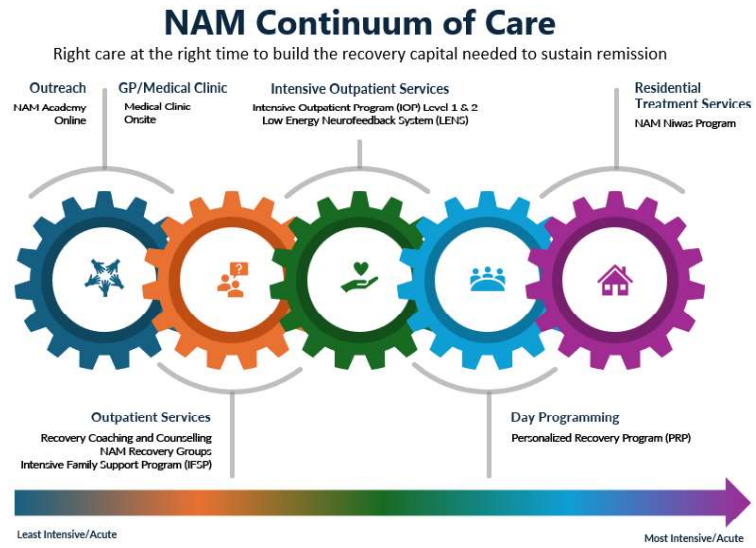 NAM Continuum of Care
Right care at the right time to build the recovery capital needed to sustain remission
Outreach
NAM Academy
Online
GP/Medical Clinic
Medical Clinic
Onsite
Intensive Outpatient Services
Intensive Outpatient Program (IOP) Level 1 & 2
Low Energy Neurofeedback System (LENS)
Residential
Treatment Services
NAM Niwas Program
?
Outpatient Services
Recovery Coaching and Counselling
NAM Recovery Groups
Intensive Family Support Program (IFSP)
Day Programming
Personalized Recovery Program (PRP)
Least Intensive/Acute
Most Intensive/Acute